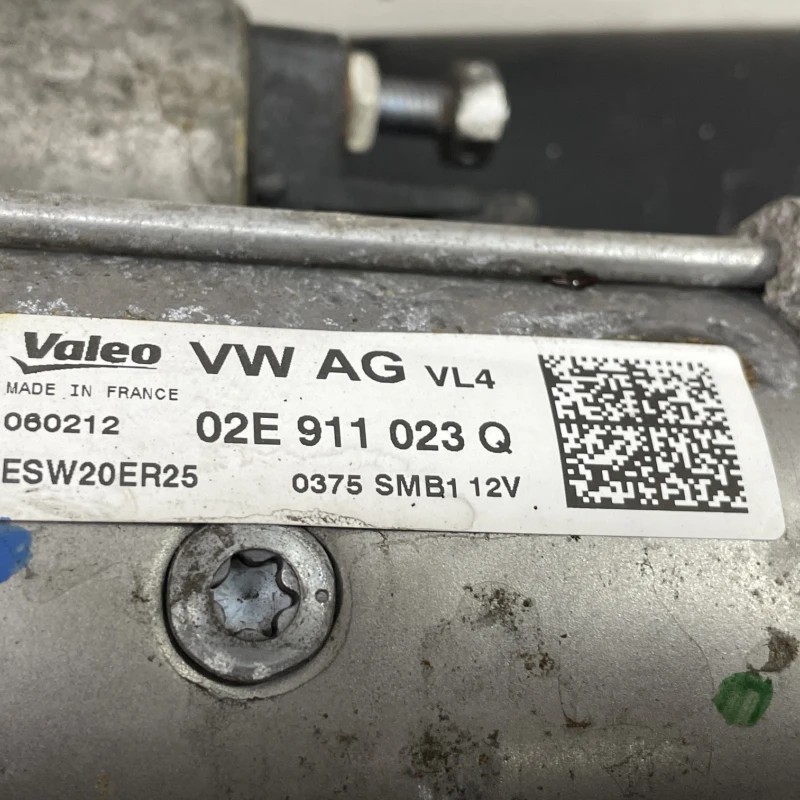 Valeo VW AG VL4
MADE IN FRANCE
060212 02E 911 023 Q
ESW20ER25 0375 SMB1 12V